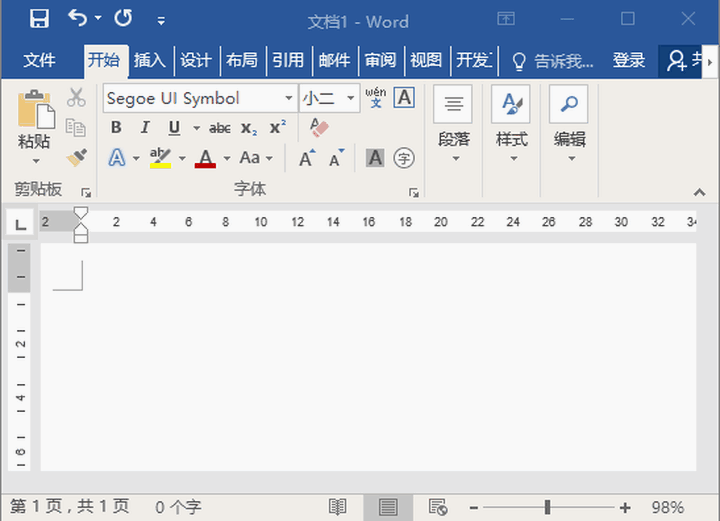 文档1 - Word
文件 开始 插入 设计 布局 引用 邮件 审阅 视图 开发 告诉我... 登录
粘贴
Segoe UI Symbol 小二 wén 文 A
B I U abc X₂ X²
A aby A Aa A A A 字
段落 样式 编辑
剪贴板 字体
L 2 2 4 6 8 10 12 14 16 18 20 22 24 26 28 30 32 34
2
4
6
第 1 页，共 1 页 0 个字 98%